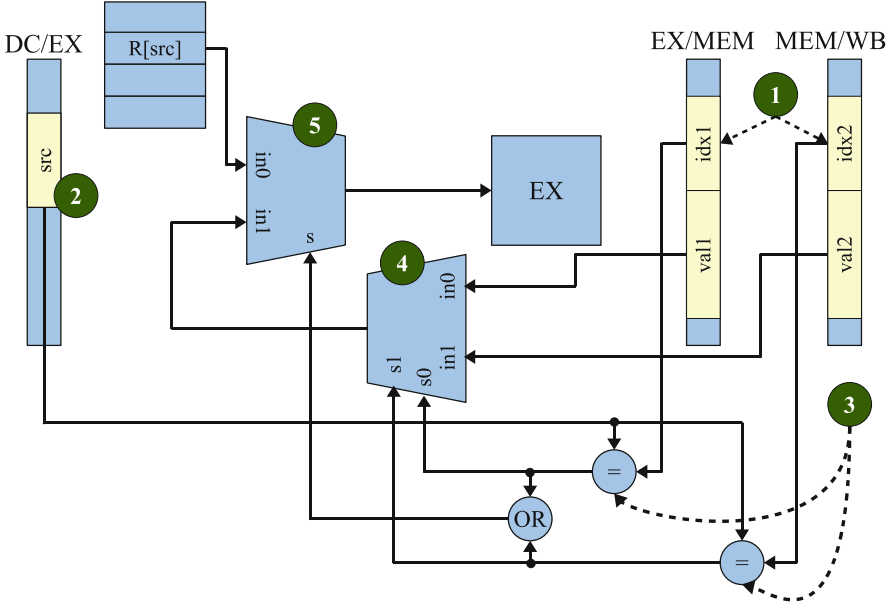 DC/EX
R[src]
EX/MEM
MEM/WB
1
5
src
2
in0
in1
s
EX
idx1
idx2
4
in0
val1
val2
s1
s0
in1
3
=
OR
=